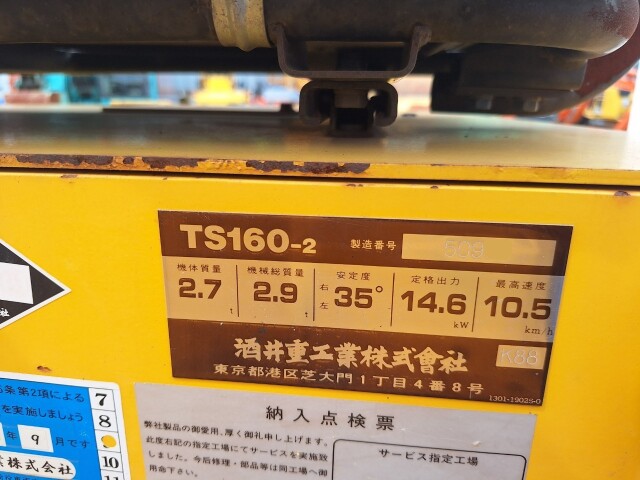 TS160-2 製造番号 509
機体質量 機械総質量 安定度 定格出力 最高速度
2.7 t 2.9 t 右左 35° 14.6 kW 10.5 km/h
酒井重工業株式會社 K88
東京都港区芝大門1丁目4番8号
1301-19025-0
社
条第2項による 7
を実施しましょう 8
年9月です
業株式会社 10
11
納入点検票
弊社製品の御愛用、厚く御礼申し上げます。
此度右記の指定工場にてサービスを実施致
しました。今后修理・部品等は同工場へ御
用命下さい。
サービス指定工場